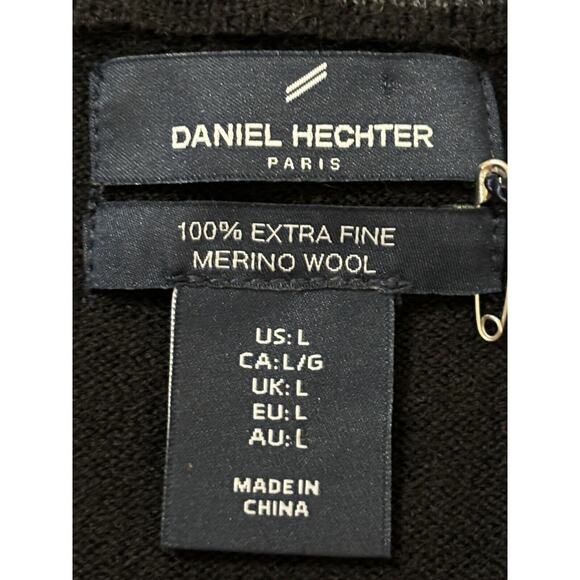 DANIEL HECHTER
PARIS
100% EXTRA FINE
MERINO WOOL
US: L
CA: L/G
UK: L
EU: L
AU: L
MADE IN
CHINA